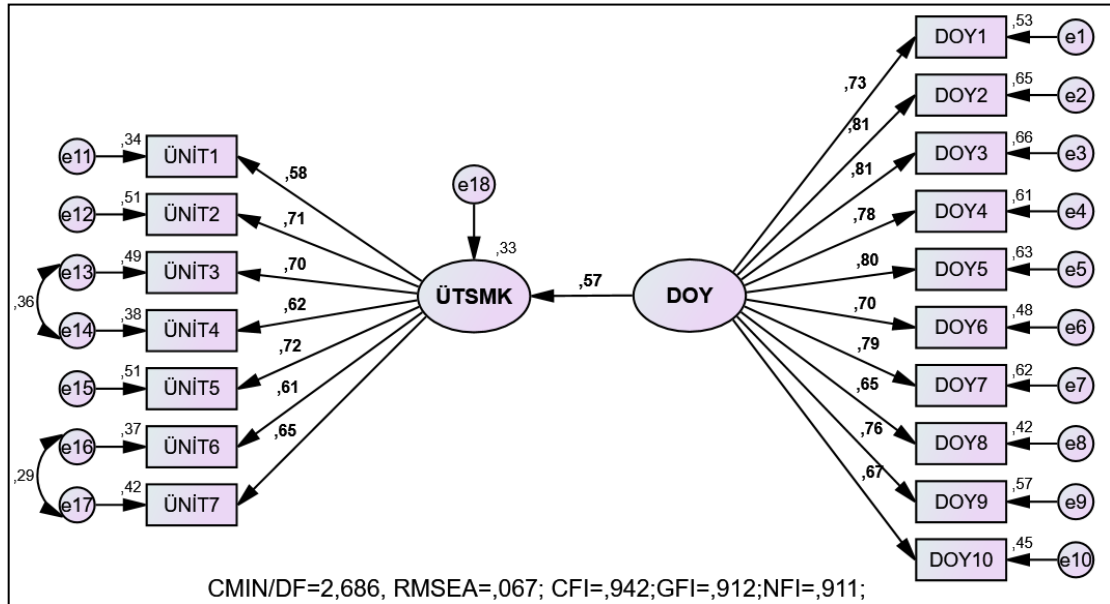 ,53
DOY1
e1
,73
,65
DOY2
e2
,81
,66
DOY3
e3
,81
,61
DOY4
e4
,78
,63
DOY5
e5
,80
,48
DOY6
e6
,70
,62
DOY7
e7
,79
,42
DOY8
e8
,65
,57
DOY9
e9
,76
,45
DOY10
e10
,67
e11
,34
ÜNİT1
,58
e12
,51
ÜNİT2
,71
e13
,49
ÜNİT3
,70
,36
e14
,38
ÜNİT4
,62
e15
,51
ÜNİT5
,72
e16
,37
ÜNİT6
,61
,29
e17
,42
ÜNİT7
,65
e18
,33
ÜTSMK
,57
DOY
CMIN/DF=2,686, RMSEA=,067; CFI=,942;GFI=,912;NFI=,911;